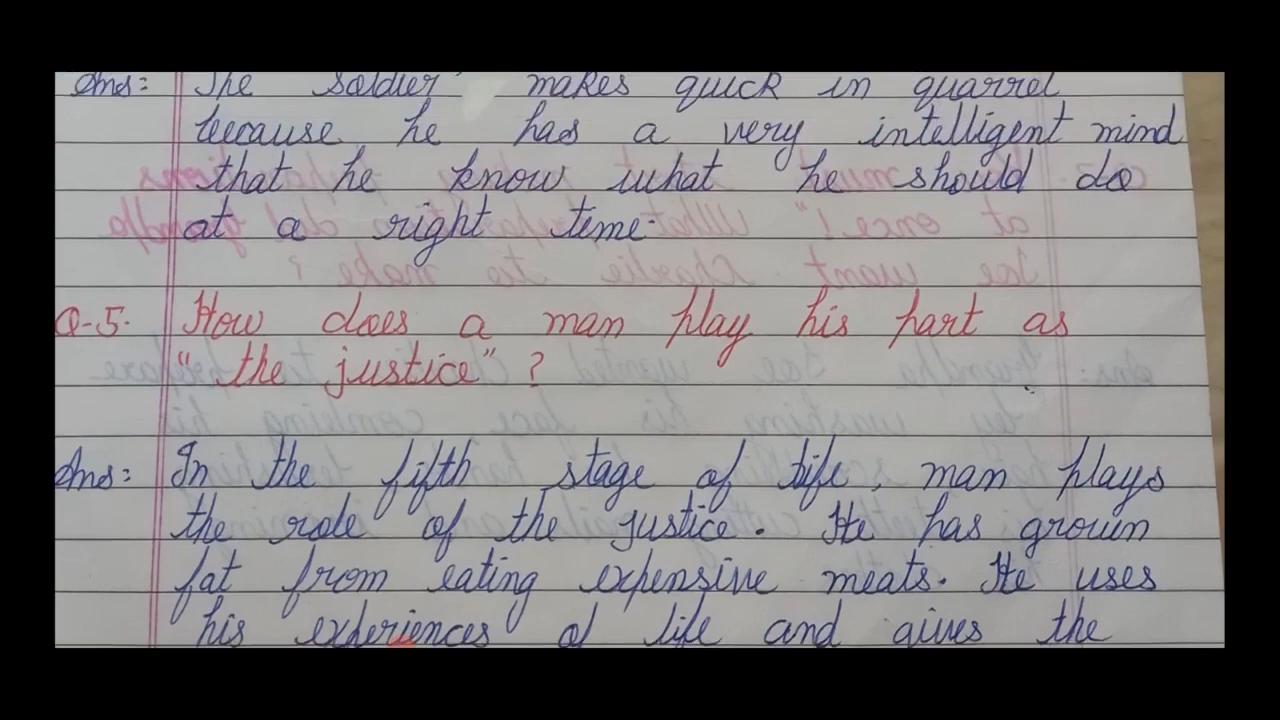 Ans: The soldier makes quick in quarrel
because he has a very intelligent mind
that he know what he should do
at a right teme.
Q-5. How does a man play his part as
"the justice" ?
Ans: In the fifth stage of life, man plays
the role of the justice. He has grown
fat from eating expensive meats. He uses
his experiences of life and gives the